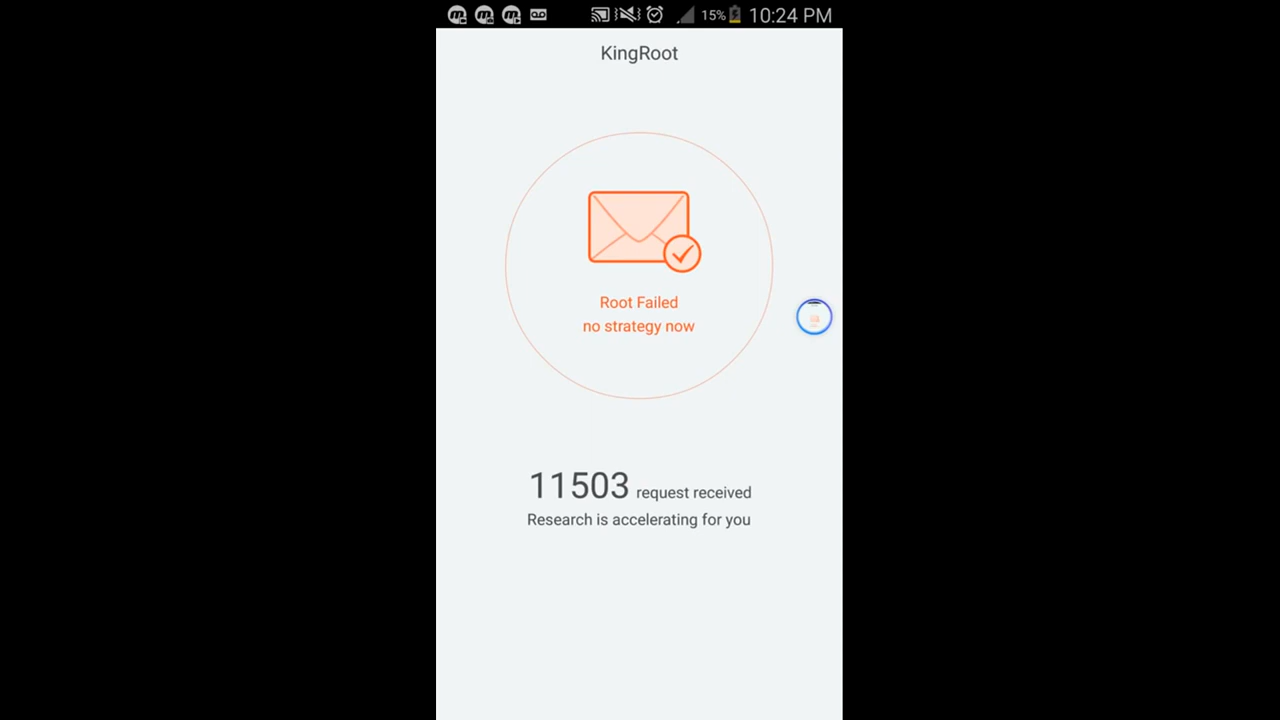 15% 10:24 PM
KingRoot
Root Failed
no strategy now
11503 request received
Research is accelerating for you